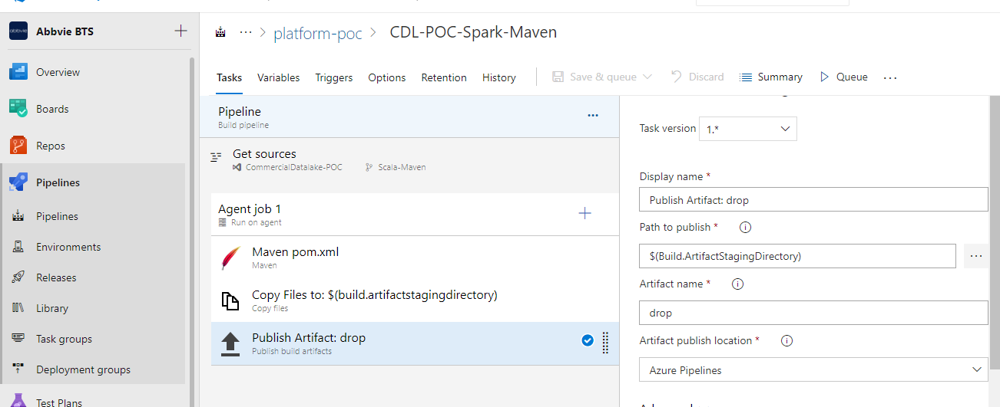 abbvie
Abbvie BTS
platform-poc
CDL-POC-Spark-Maven
Overview
Boards
Repos
Pipelines
Pipelines
Environments
Releases
Library
Task groups
Deployment groups
Test Plans
Tasks Variables Triggers Options Retention History Save & queue Discard Summary Queue ...
Pipeline
Build pipeline
Get sources
CommercialDatalake-POC Scala-Maven
Agent job 1
Run on agent
Maven pom.xml
Maven
Copy Files to: $(build.artifactstagingdirectory)
Copy files
Publish Artifact: drop
Publish build artifacts
Task version 1.*
Display name *
Publish Artifact: drop
Path to publish *
$(Build.ArtifactStagingDirectory)
Artifact name *
drop
Artifact publish location *
Azure Pipelines